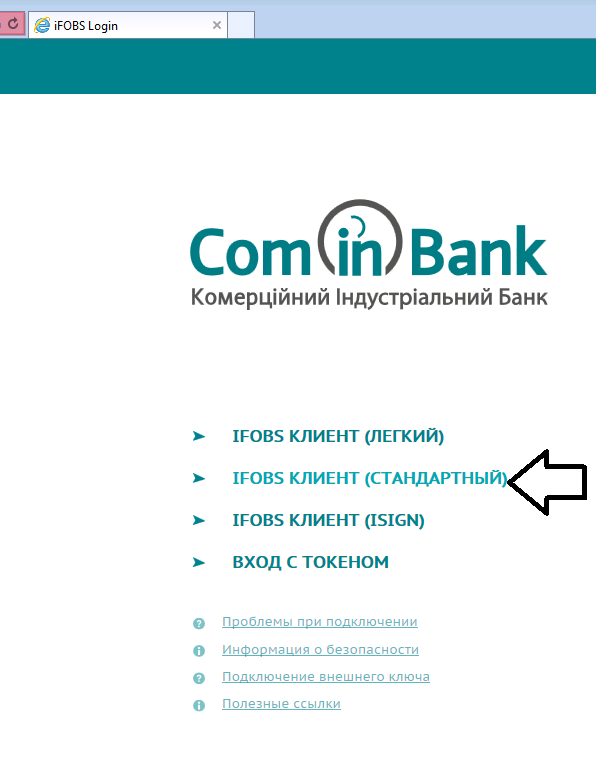 iFOBS Login
Com in Bank
Комерційний Індустріальний Банк
IFOBS КЛИЕНТ (ЛЕГКИЙ)
IFOBS КЛИЕНТ (СТАНДАРТНЫЙ)
IFOBS КЛИЕНТ (ISIGN)
ВХОД С ТОКЕНОМ
Проблемы при подключении
Информация о безопасности
Подключение внешнего ключа
Полезные ссылки